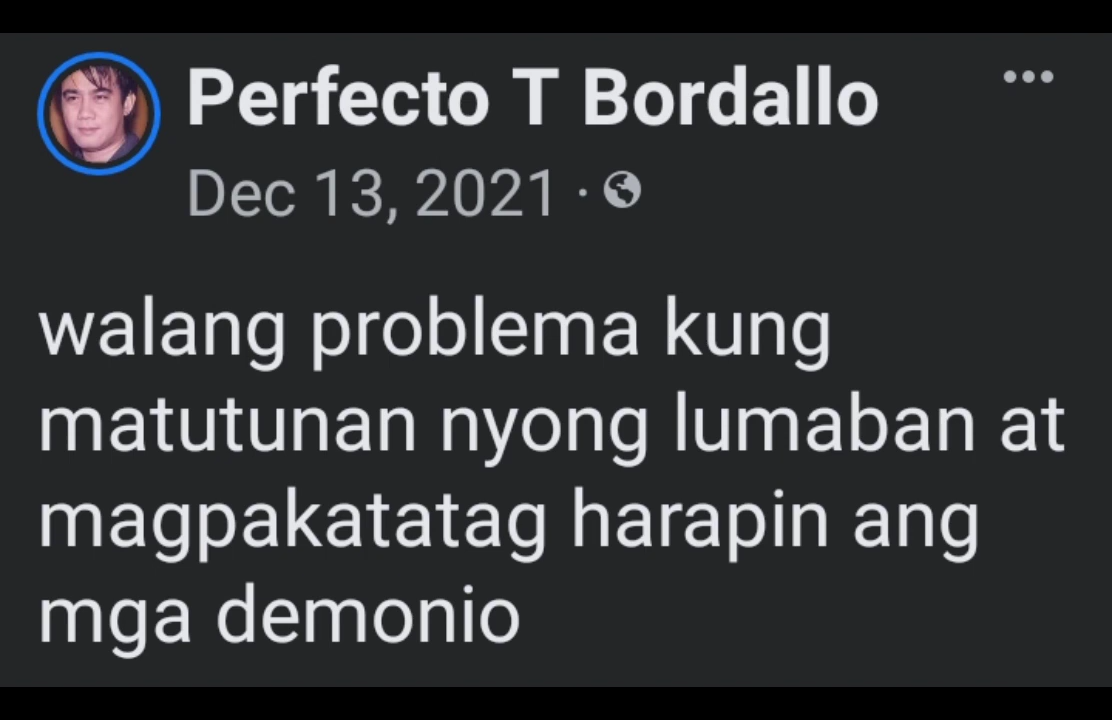 Perfecto T Bordallo
Dec 13, 2021 ·
walang problema kung
matutunan nyong lumaban at
magpakatatag harapin ang
mga demonio